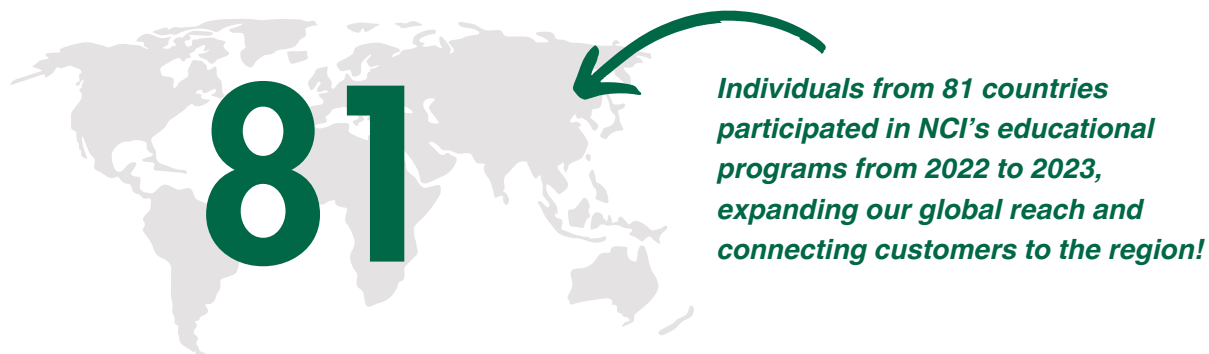 81
Individuals from 81 countries
participated in NCI’s educational
programs from 2022 to 2023,
expanding our global reach and
connecting customers to the region!